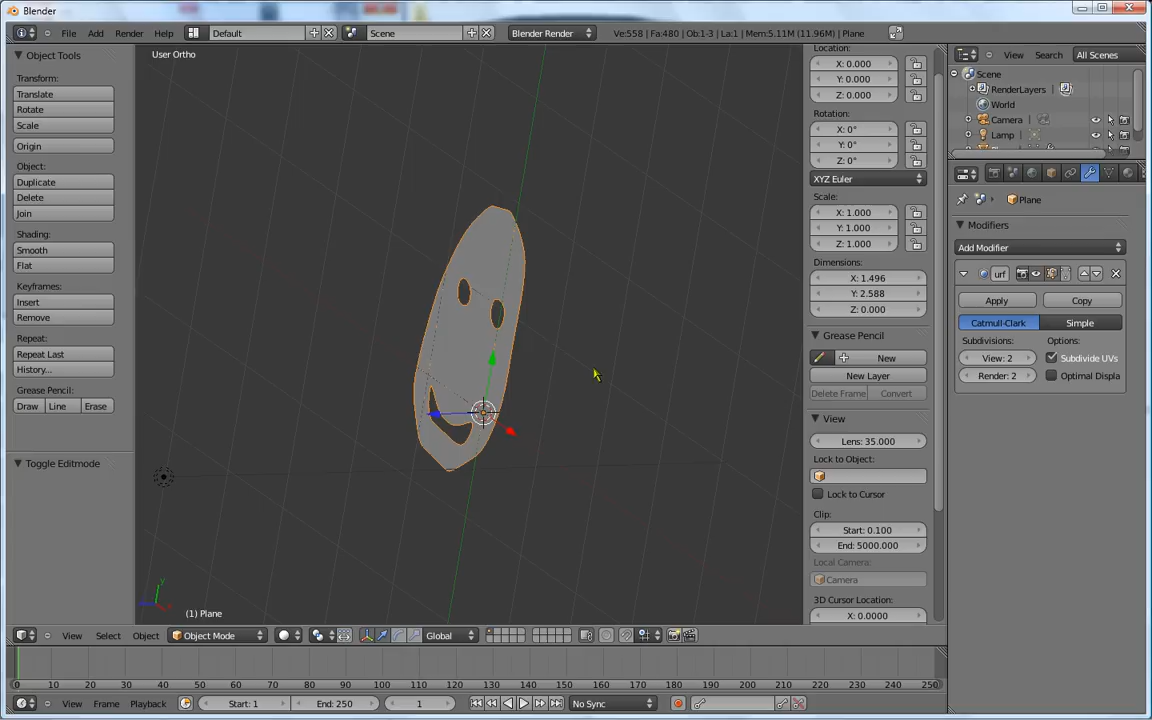 Blender
File Add Render Help Default Scene Blender Render Ve:558 | Fa:480 | Ob:1-3 | La:1 | Mem:5.11M (11.96M) | Plane
Object Tools
Transform:
Translate
Rotate
Scale
Origin
Object:
Duplicate
Delete
Join
Shading:
Smooth
Flat
Keyframes:
Insert
Remove
Repeat:
Repeat Last
History...
Grease Pencil:
Draw Line Erase
Toggle Editmode
User Ortho
Y
(1) Plane
Location:
X: 0.000
Y: 0.000
Z: 0.000
Rotation:
X: 0°
Y: 0°
Z: 0°
XYZ Euler
Scale:
X: 1.000
Y: 1.000
Z: 1.000
Dimensions:
X: 1.496
Y: 2.588
Z: 0.000
Grease Pencil
New
New Layer
Delete Frame Convert
View
Lens: 35.000
Lock to Object:
Lock to Cursor
Clip:
Start: 0.100
End: 5000.000
Local Camera:
Camera
3D Cursor Location:
X: 0.0000
View Search All Scenes
Scene
RenderLayers
World
Camera
Lamp
Plane
Modifiers
Add Modifier
urf
Apply Copy
Catmull-Clark Simple
Subdivisions: Options:
View: 2 Subdivide UVs
Render: 2 Optimal Displa
View Select Object Object Mode Global
0 10 20 30 40 50 60 70 80 90 100 110 120 130 140 150 160 170 180 190 200 210 220 230 240 250
View Frame Playback Start: 1 End: 250 1 No Sync